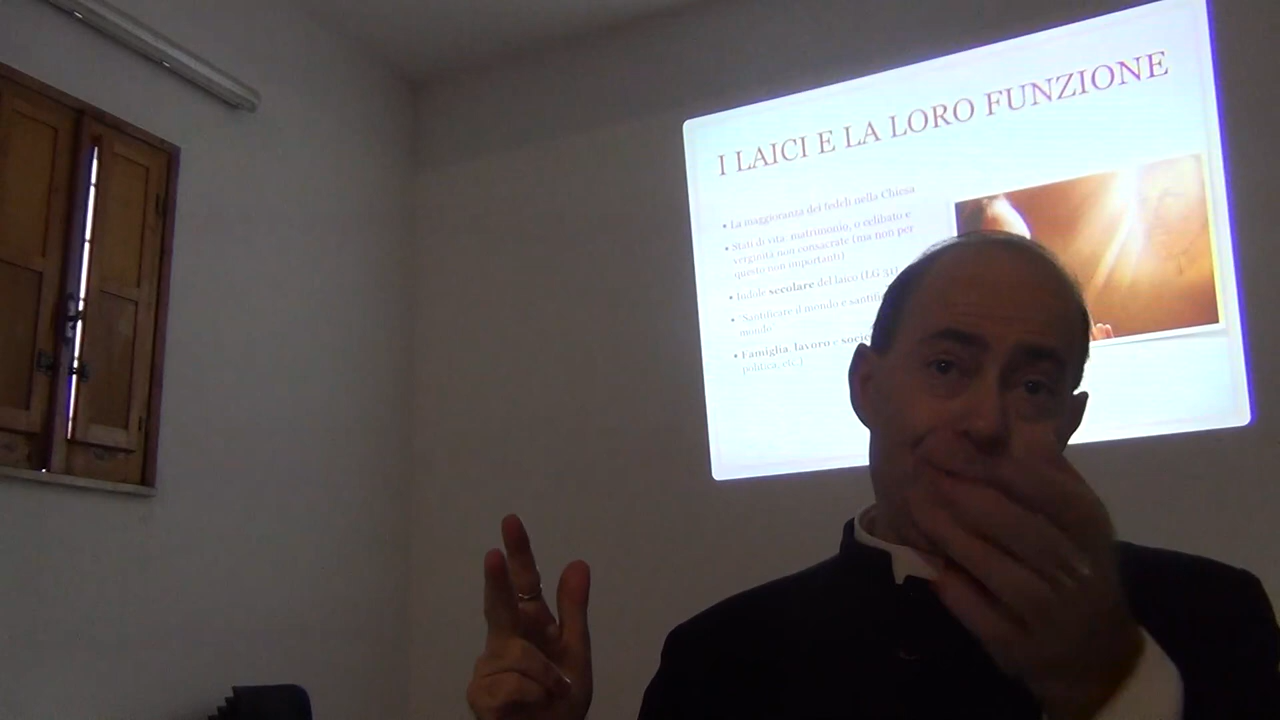 I LAICI E LA LORO FUNZIONE
• La maggioranza dei fedeli nella Chiesa
• Stati di vita: matrimonio, o celibato e
verginità non consacrate (ma non per
questo non importanti)
• Indole secolare del laico (LG 31)
• "Santificare il mondo e
mondo"
• Famiglia, lavoro e
politica, etc.)